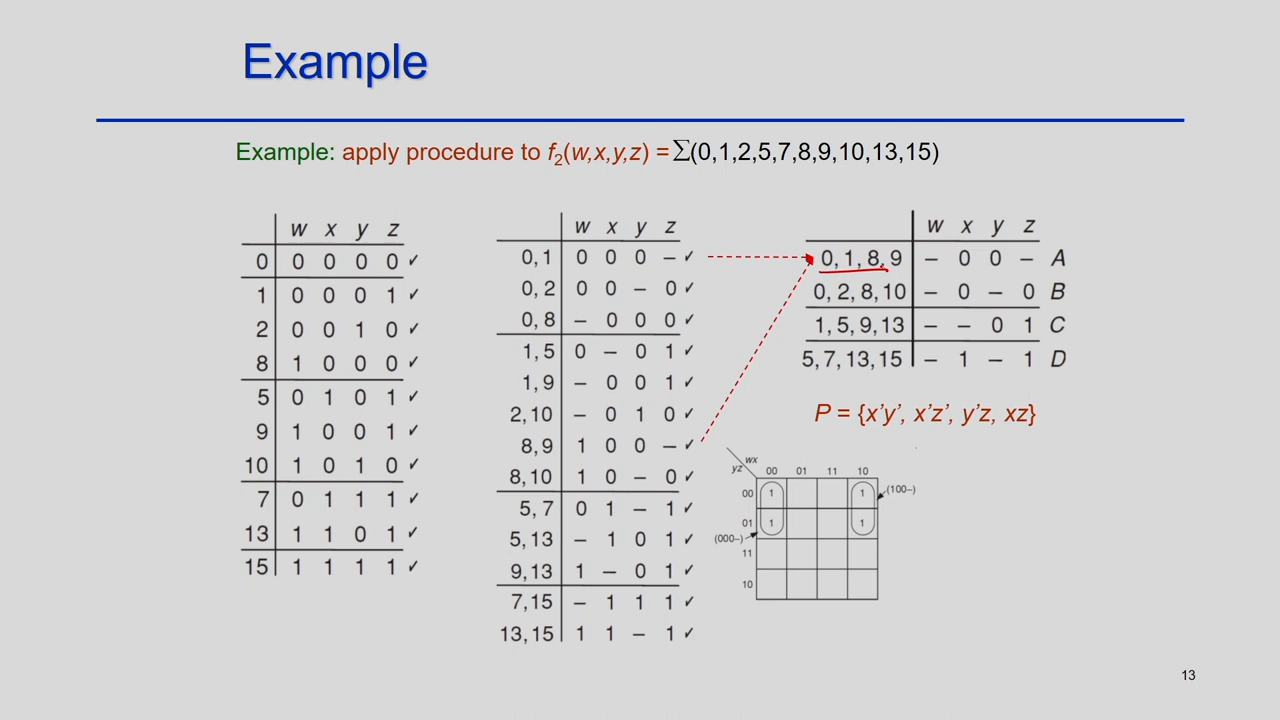 Example
Example: apply procedure to f₂(w,x,y,z) = ∑(0,1,2,5,7,8,9,10,13,15)
w x y z
0 0 0 0 0 ✓
1 0 0 0 1 ✓
2 0 0 1 0 ✓
8 1 0 0 0 ✓
5 0 1 0 1 ✓
9 1 0 0 1 ✓
10 1 0 1 0 ✓
7 0 1 1 1 ✓
13 1 1 0 1 ✓
15 1 1 1 1 ✓
w x y z
0, 1 0 0 0 – ✓
0, 2 0 0 – 0 ✓
0, 8 – 0 0 0 ✓
1, 5 0 – 0 1 ✓
1, 9 – 0 0 1 ✓
2, 10 – 0 1 0 ✓
8, 9 1 0 0 – ✓
8, 10 1 0 – 0 ✓
5, 7 0 1 – 1 ✓
5, 13 – 1 0 1 ✓
9, 13 1 – 0 1 ✓
7, 15 – 1 1 1 ✓
13, 15 1 1 – 1 ✓
w x y z
0, 1, 8, 9 – 0 0 – A
0, 2, 8, 10 – 0 – 0 B
1, 5, 9, 13 – – 0 1 C
5, 7, 13, 15 – 1 – 1 D
P = {x’y’, x’z’, y’z, xz}
wx
yz 00 01 11 10
00 1 1 (100–)
01 1 1
(000–)
11
10
13